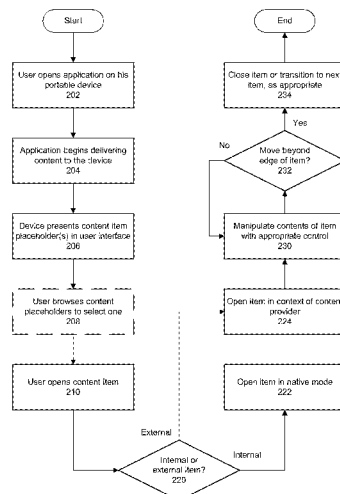 Start
User opens application on his
portable device
202
Application begins delivering
content to the device
204
Device presents content item
placeholder(s) in user interface
206
User browses content
placeholders to select one
208
User opens content item
210
Internal or
external item?
220
External
Internal
Open item in native mode
222
Open item in context of content
provider
224
Manipulate contents of item
with appropriate control
230
Move beyond
edge of item?
232
No
Yes
Close item or transition to next
item, as appropriate
234
End